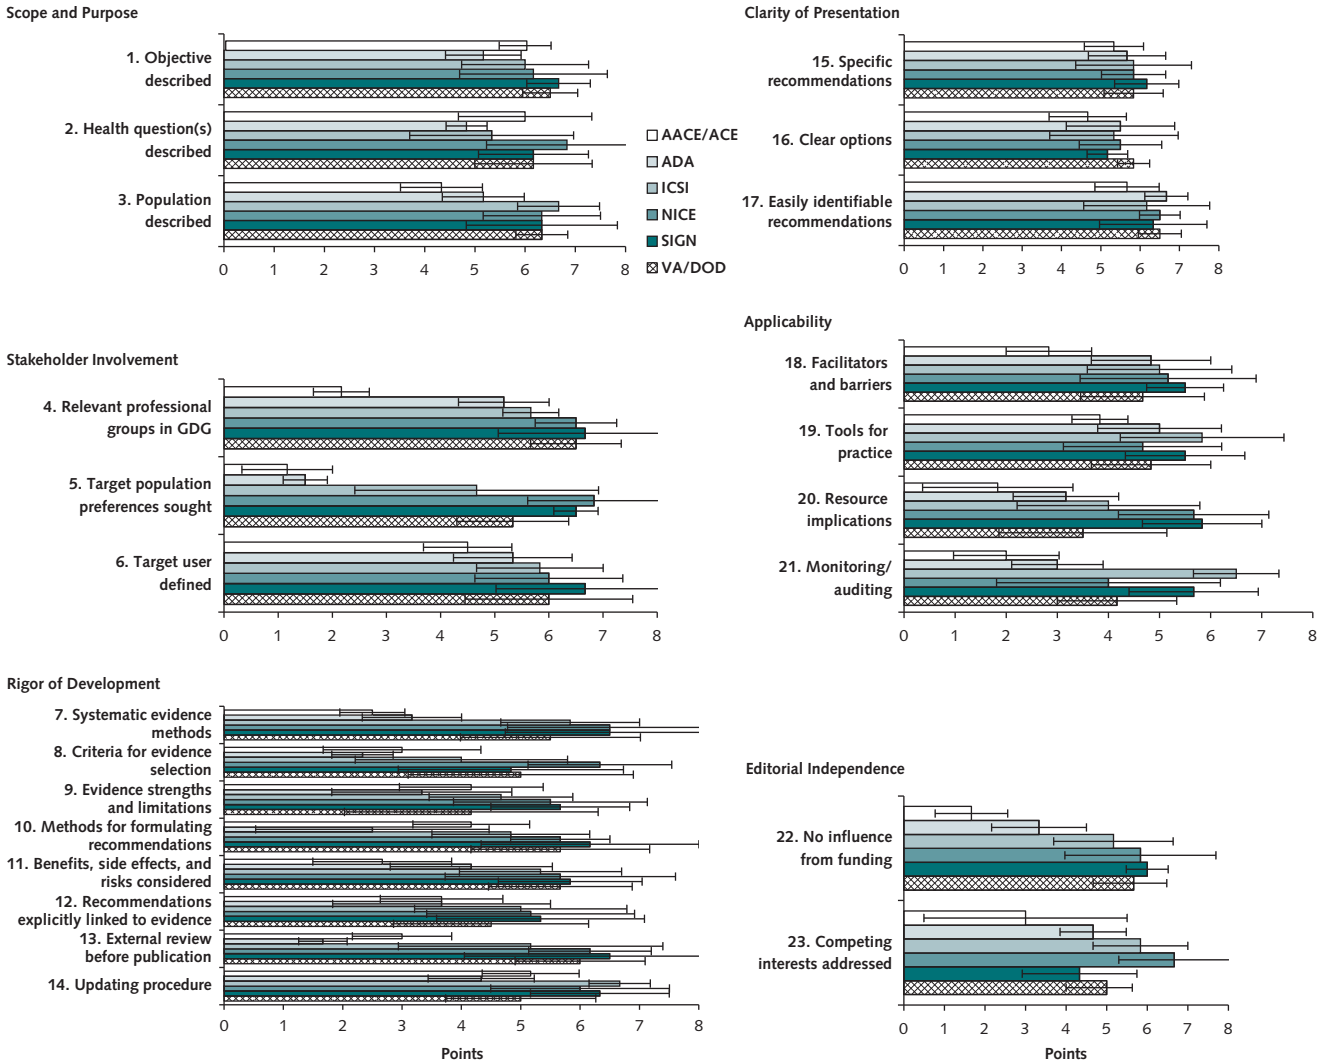 Scope and Purpose
1. Objective
described
2. Health question(s)
described
3. Population
described
0 1 2 3 4 5 6 7 8
AACE/ACE
ADA
ICSI
NICE
SIGN
VA/DOD
Clarity of Presentation
15. Specific
recommendations
16. Clear options
17. Easily identifiable
recommendations
0 1 2 3 4 5 6 7 8
Stakeholder Involvement
4. Relevant professional
groups in GDG
5. Target population
preferences sought
6. Target user
defined
0 1 2 3 4 5 6 7 8
Applicability
18. Facilitators
and barriers
19. Tools for
practice
20. Resource
implications
21. Monitoring/
auditing
0 1 2 3 4 5 6 7 8
Rigor of Development
7. Systematic evidence
methods
8. Criteria for evidence
selection
9. Evidence strengths
and limitations
10. Methods for formulating
recommendations
11. Benefits, side effects, and
risks considered
12. Recommendations
explicitly linked to evidence
13. External review
before publication
14. Updating procedure
0 1 2 3 4 5 6 7 8
Points
Editorial Independence
22. No influence
from funding
23. Competing
interests addressed
0 1 2 3 4 5 6 7 8
Points